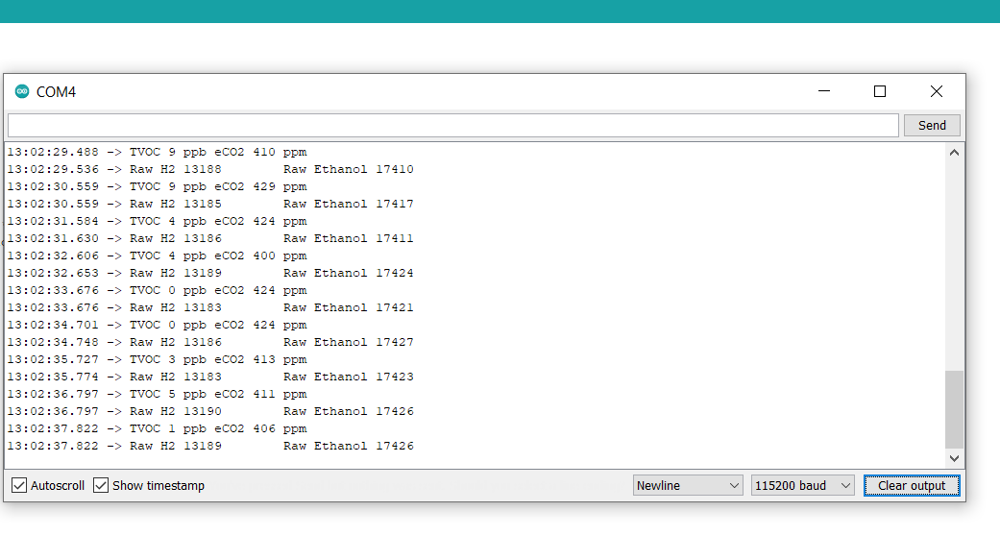 COM4
Send
13:02:29.488 -> TVOC 9 ppb eCO2 410 ppm
13:02:29.536 -> Raw H2 13188 Raw Ethanol 17410
13:02:30.559 -> TVOC 9 ppb eCO2 429 ppm
13:02:30.559 -> Raw H2 13185 Raw Ethanol 17417
13:02:31.584 -> TVOC 4 ppb eCO2 424 ppm
13:02:31.630 -> Raw H2 13186 Raw Ethanol 17411
13:02:32.606 -> TVOC 4 ppb eCO2 400 ppm
13:02:32.653 -> Raw H2 13189 Raw Ethanol 17424
13:02:33.676 -> TVOC 0 ppb eCO2 424 ppm
13:02:33.676 -> Raw H2 13183 Raw Ethanol 17421
13:02:34.701 -> TVOC 0 ppb eCO2 424 ppm
13:02:34.748 -> Raw H2 13186 Raw Ethanol 17427
13:02:35.727 -> TVOC 3 ppb eCO2 413 ppm
13:02:35.774 -> Raw H2 13183 Raw Ethanol 17423
13:02:36.797 -> TVOC 5 ppb eCO2 411 ppm
13:02:36.797 -> Raw H2 13190 Raw Ethanol 17426
13:02:37.822 -> TVOC 1 ppb eCO2 406 ppm
13:02:37.822 -> Raw H2 13189 Raw Ethanol 17426
Autoscroll Show timestamp Newline 115200 baud Clear output